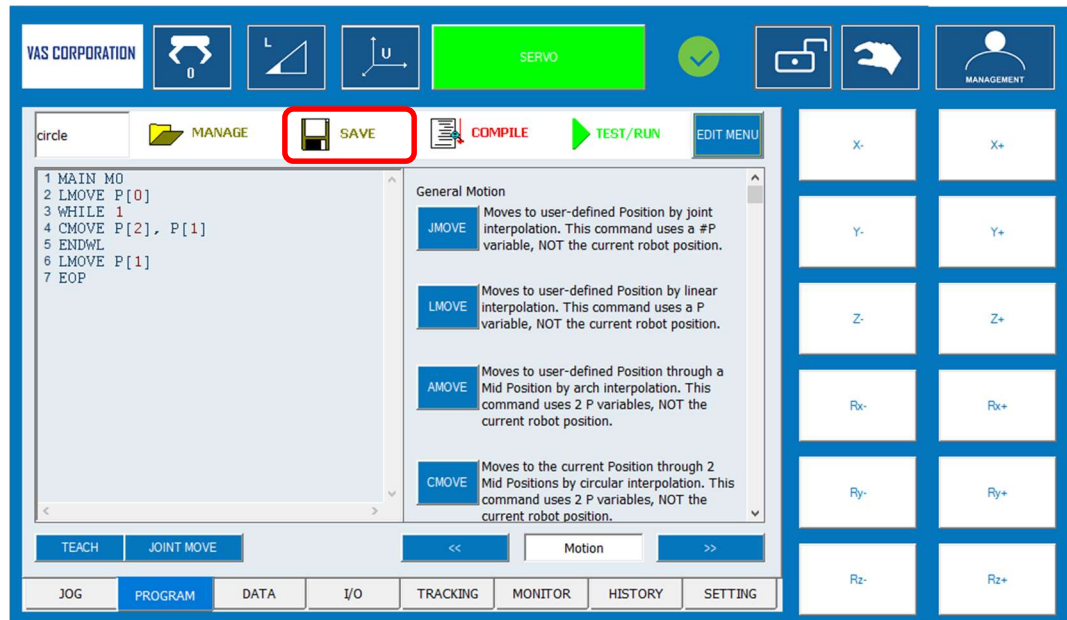 VAS CORPORATION
0
L
U
SERVO
MANAGEMENT
circle
MANAGE
SAVE
COMPILE
TEST/RUN
EDIT MENU
1 MAIN MO
2 LMOVE P[0]
3 WHILE 1
4 CMOVE P[2], P[1]
5 ENDWL
6 LMOVE P[1]
7 EOP
General Motion
JMOVE
Moves to user-defined Position by joint
interpolation. This command uses a #P
variable, NOT the current robot position.
LMOVE
Moves to user-defined Position by linear
interpolation. This command uses a P
variable, NOT the current robot position.
AMOVE
Moves to user-defined Position through a
Mid Position by arch interpolation. This
command uses 2 P variables, NOT the
current robot position.
CMOVE
Moves to the current Position through 2
Mid Positions by circular interpolation. This
command uses 2 P variables, NOT the
current robot position.
TEACH
JOINT MOVE
<<
Motion
>>
JOG
PROGRAM
DATA
I/O
TRACKING
MONITOR
HISTORY
SETTING
X-
X+
Y-
Y+
Z-
Z+
Rx-
Rx+
Ry-
Ry+
Rz-
Rz+